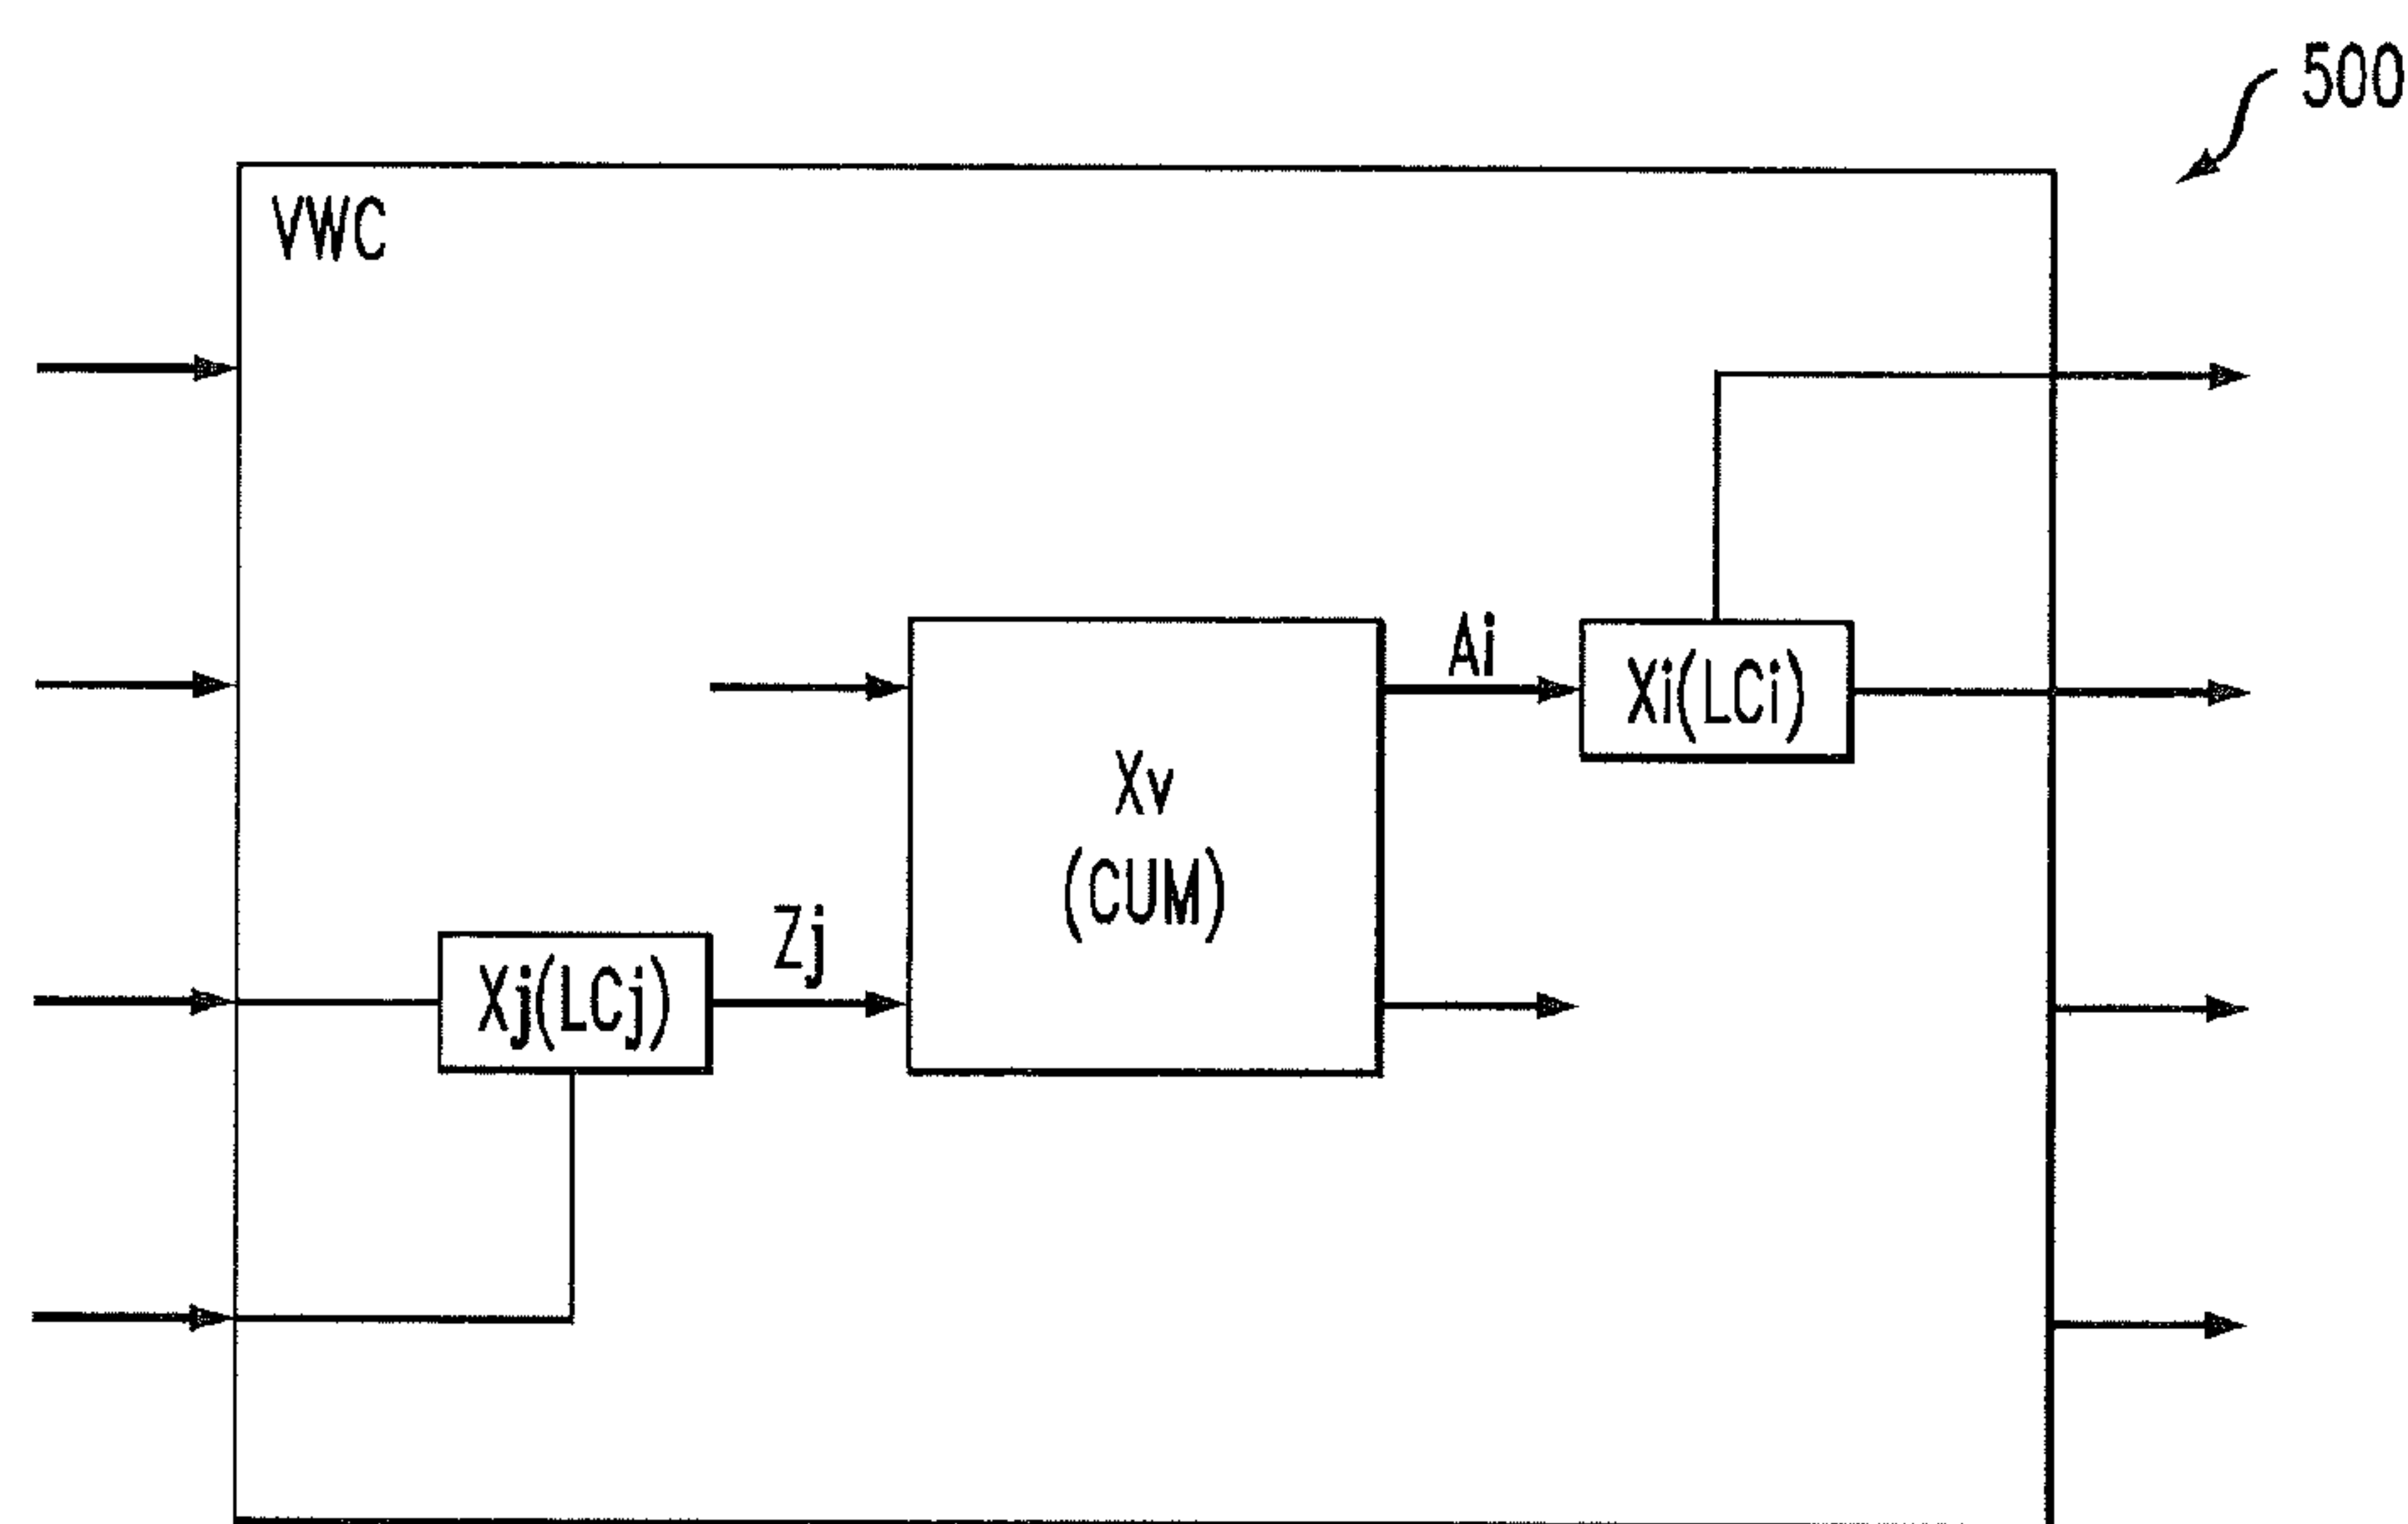 500
VWC
Ai
Xi(LCi)
Xv
(CUM)
Zj
Xj(LCj)